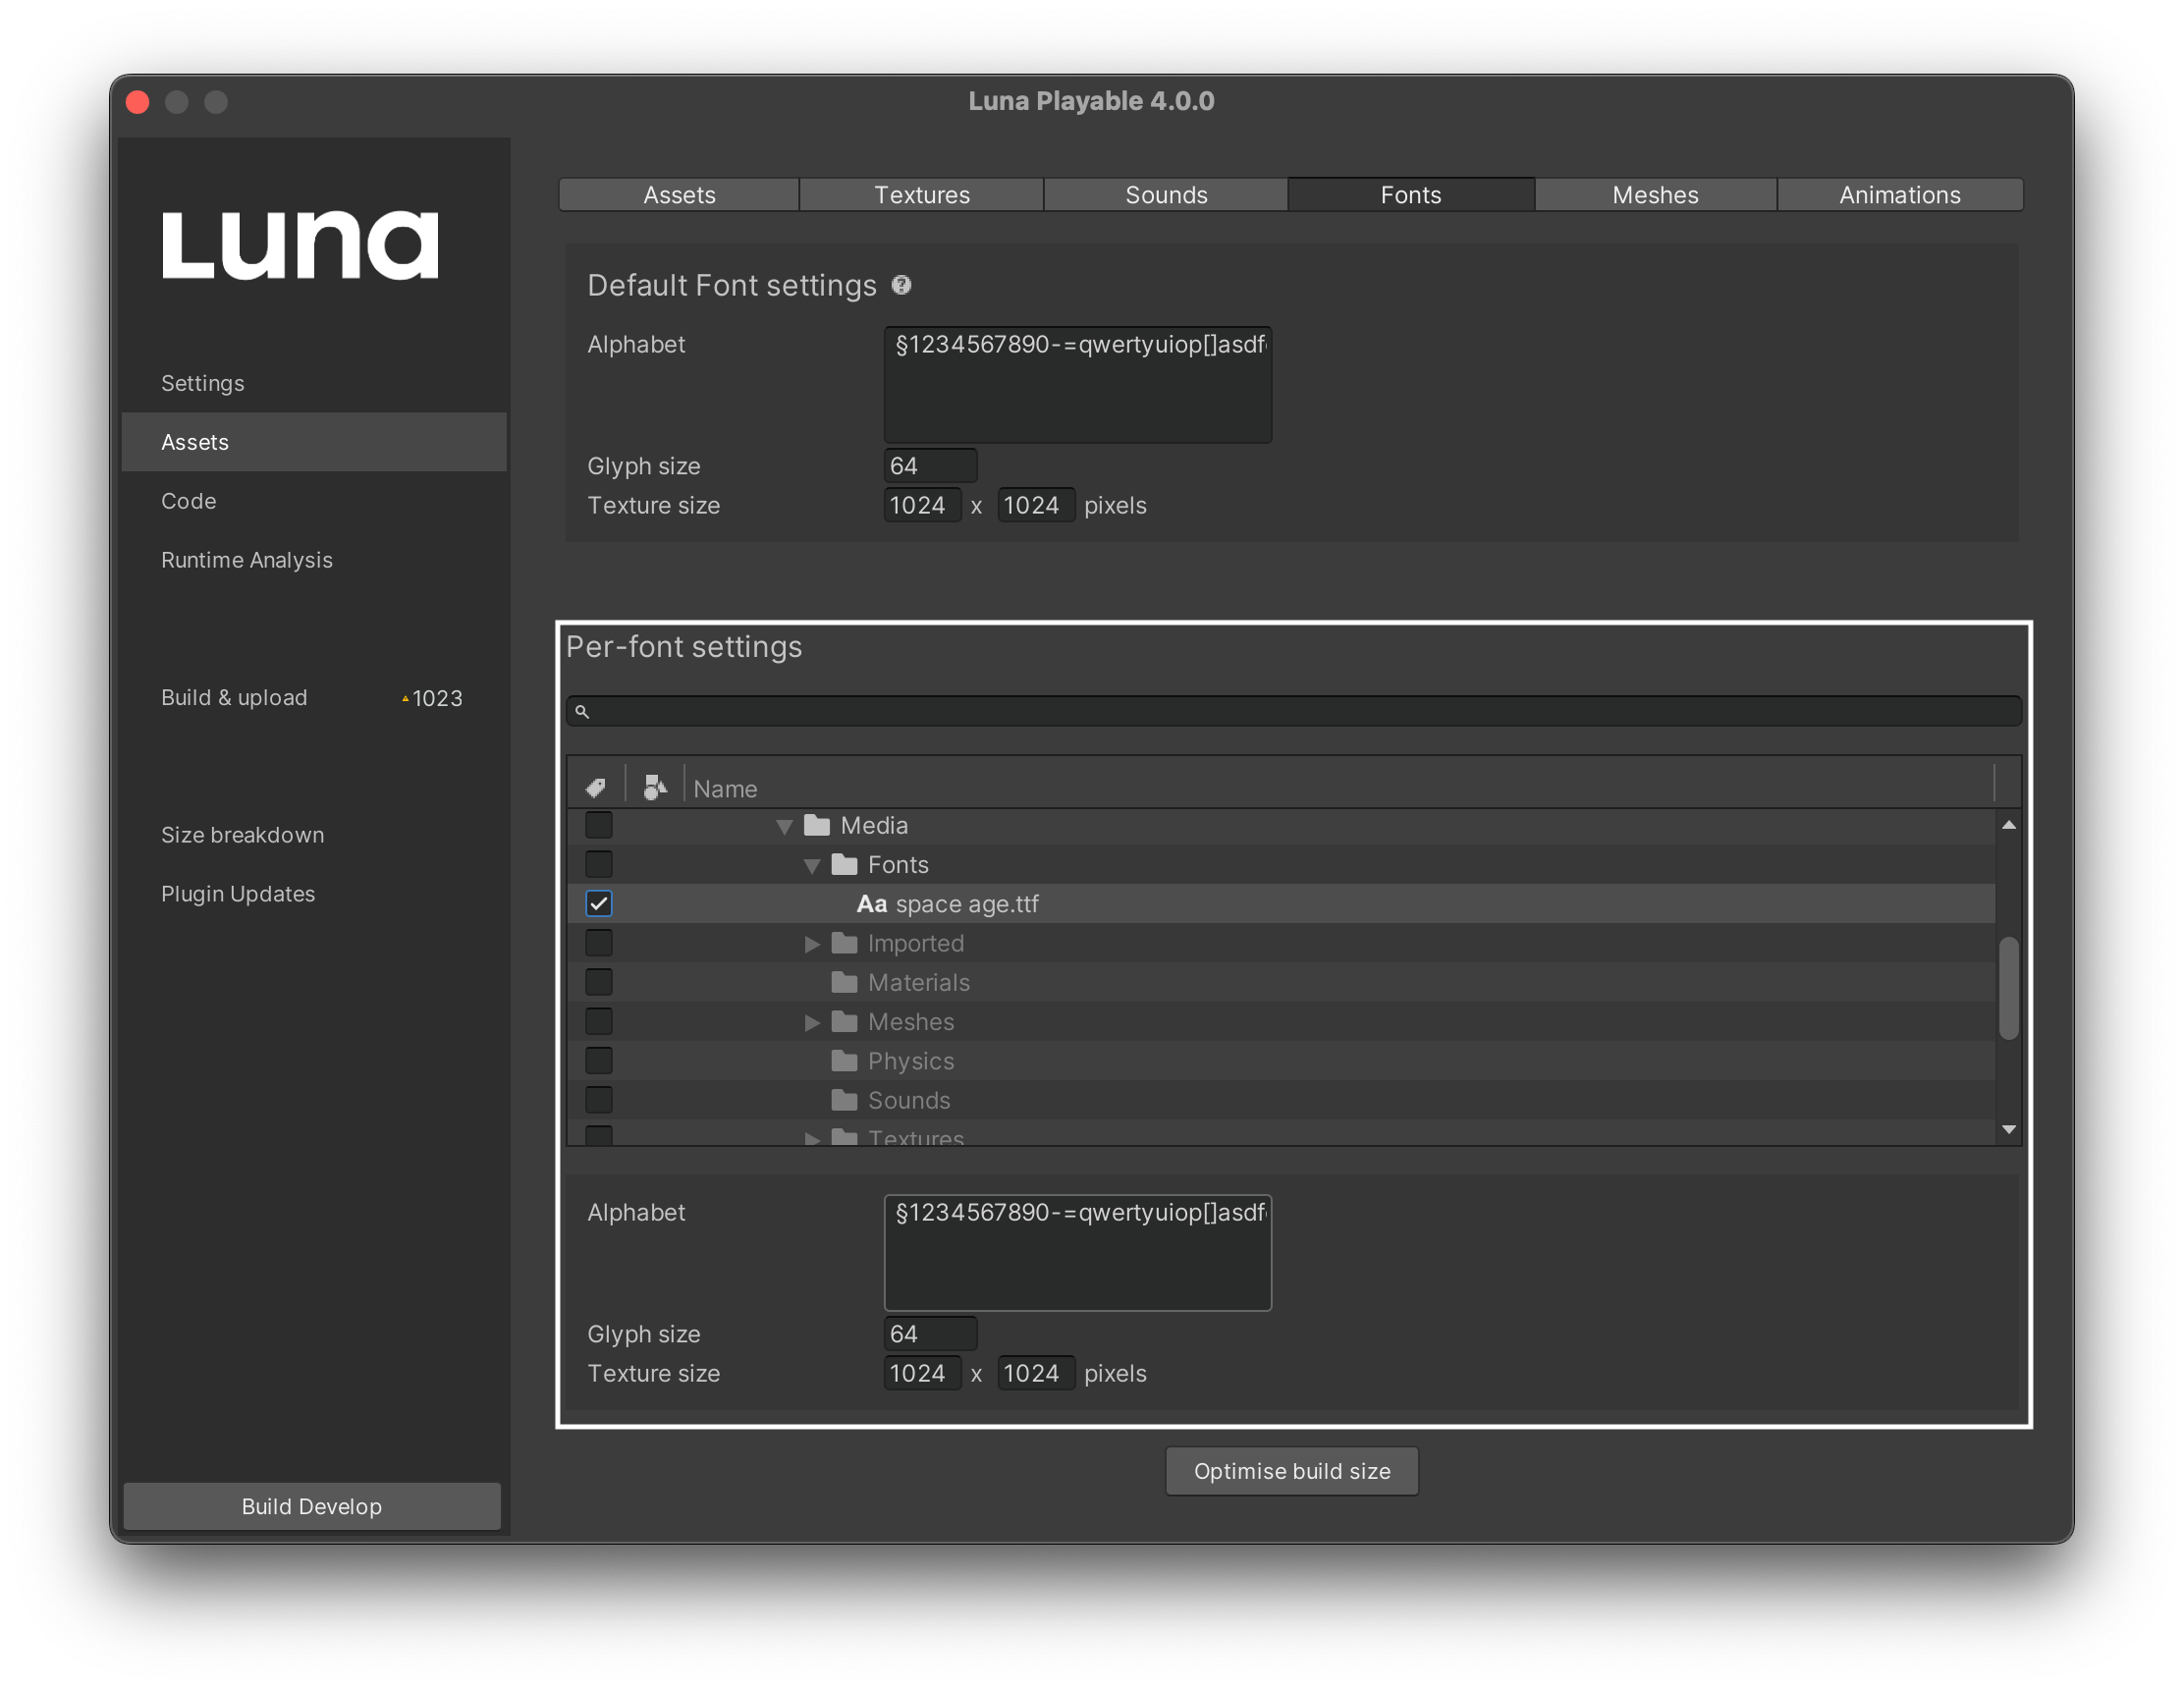 Luna Playable 4.0.0
Luna
Settings
Assets
Code
Runtime Analysis
Build & upload 1023
Size breakdown
Plugin Updates
Build Develop
Assets Textures Sounds Fonts Meshes Animations
Default Font settings ?
Alphabet §1234567890-=qwertyuiop[]asdf
Glyph size 64
Texture size 1024 x 1024 pixels
Per-font settings
Name
Media
Fonts
Aa space age.ttf
Imported
Materials
Meshes
Physics
Sounds
Textures
Alphabet §1234567890-=qwertyuiop[]asdf
Glyph size 64
Texture size 1024 x 1024 pixels
Optimise build size